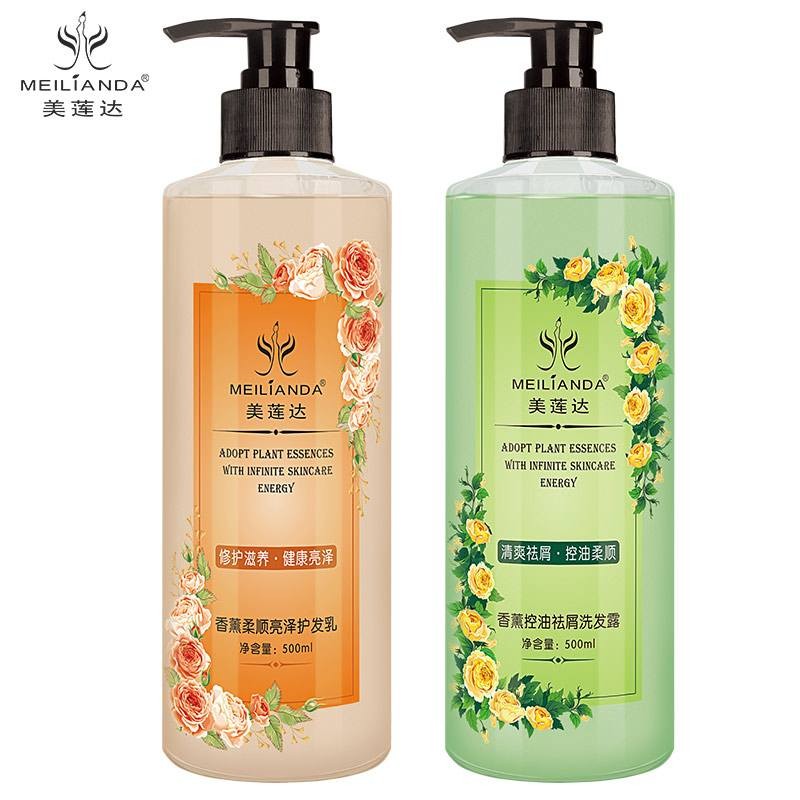 MEILIANDA®
美莲达
MEILIANDA®
美莲达
ADOPT PLANT ESSENCES
WITH INFINITE SKINCARE
ENERGY
修护滋养·健康亮泽
香薰柔顺亮泽护发乳
净含量：500ml
MEILIANDA®
美莲达
ADOPT PLANT ESSENCES
WITH INFINITE SKINCARE
ENERGY
清爽祛屑·控油柔顺
香薰控油祛屑洗发露
净含量：500ml